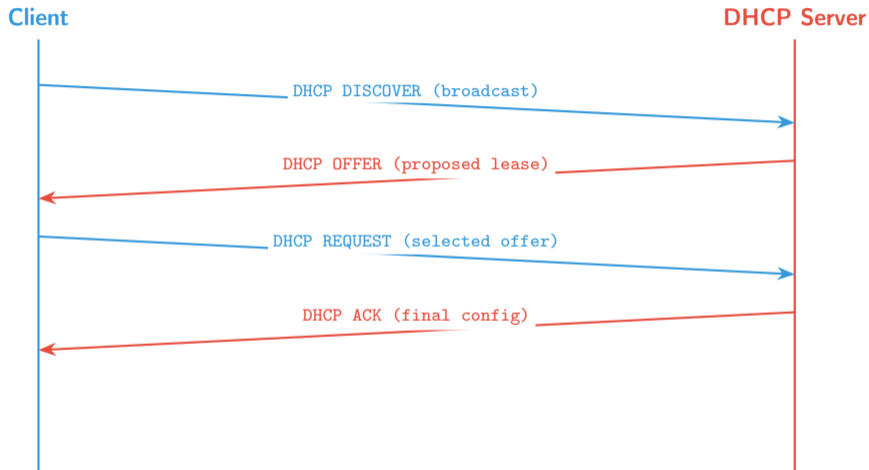 Client
DHCP Server
DHCP DISCOVER (broadcast)
DHCP OFFER (proposed lease)
DHCP REQUEST (selected offer)
DHCP ACK (final config)